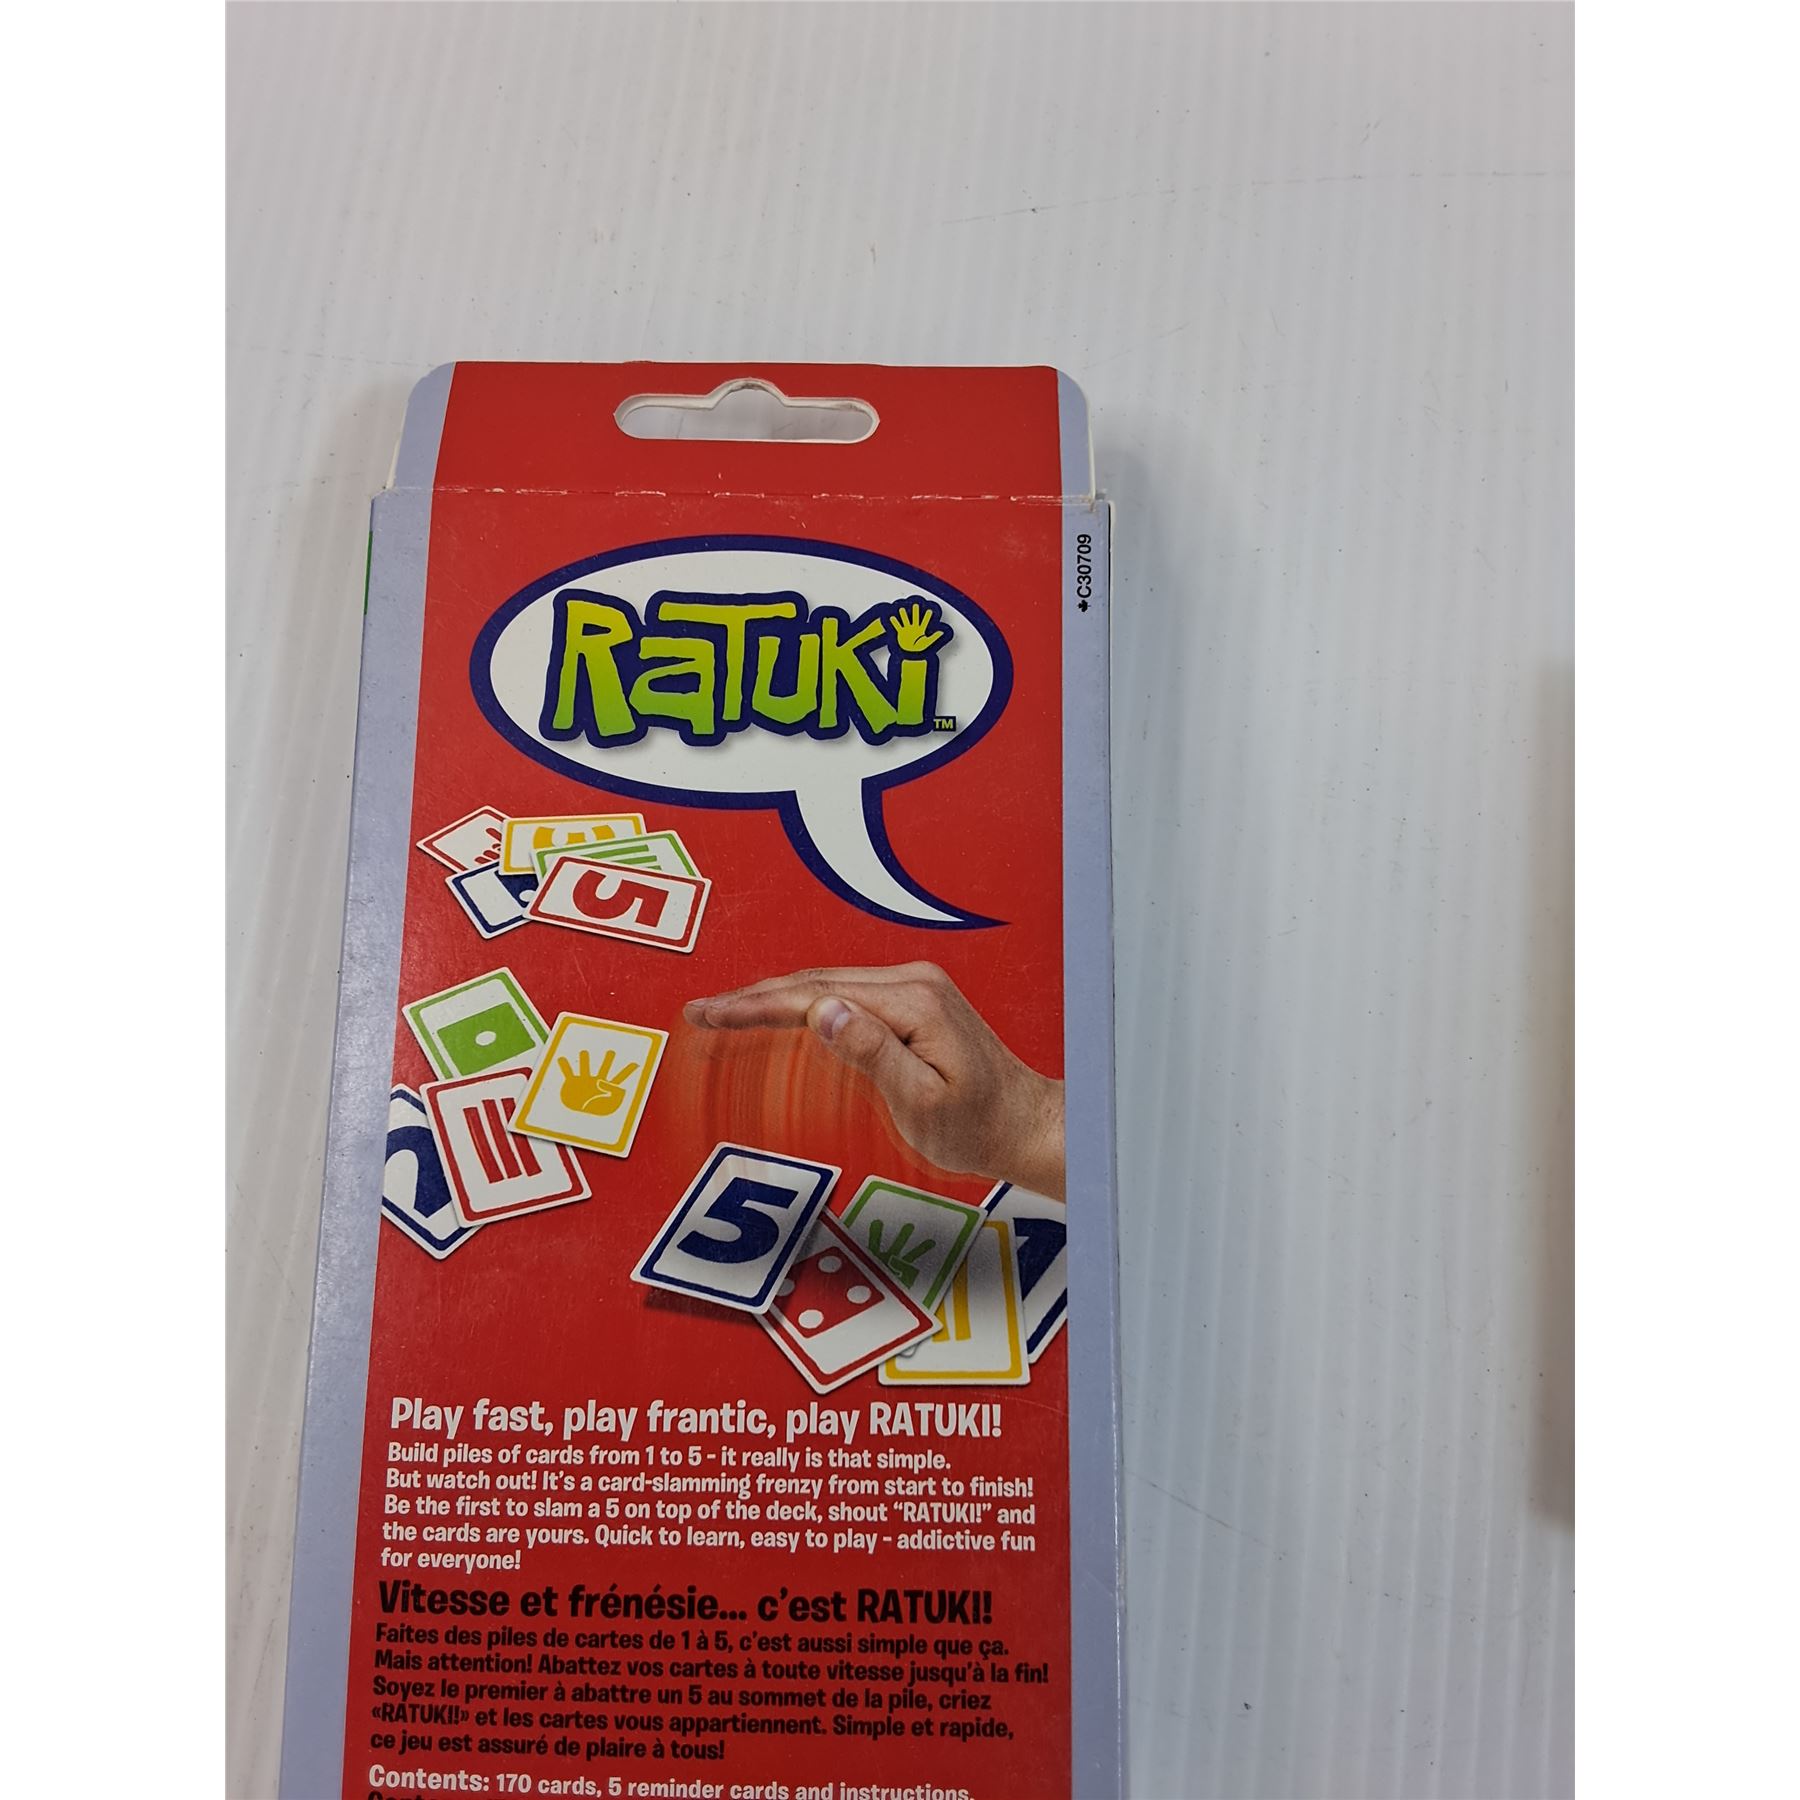 C30709
RATUKI
TM
5
5
1
Play fast, play frantic, play RATUKI!
Build piles of cards from 1 to 5 - it really is that simple.
But watch out! It's a card-slamming frenzy from start to finish!
Be the first to slam a 5 on top of the deck, shout "RATUKI!" and
the cards are yours. Quick to learn, easy to play - addictive fun
for everyone!
Vitesse et frénésie... c'est RATUKI!
Faites des piles de cartes de 1 à 5, c'est aussi simple que ça.
Mais attention! Abattez vos cartes à toute vitesse jusqu'à la fin!
Soyez le premier à abattre un 5 au sommet de la pile, criez
«RATUKI!» et les cartes vous appartiennent. Simple et rapide,
ce jeu est assuré de plaire à tous!
Contents: 170 cards, 5 reminder cards and instructions.